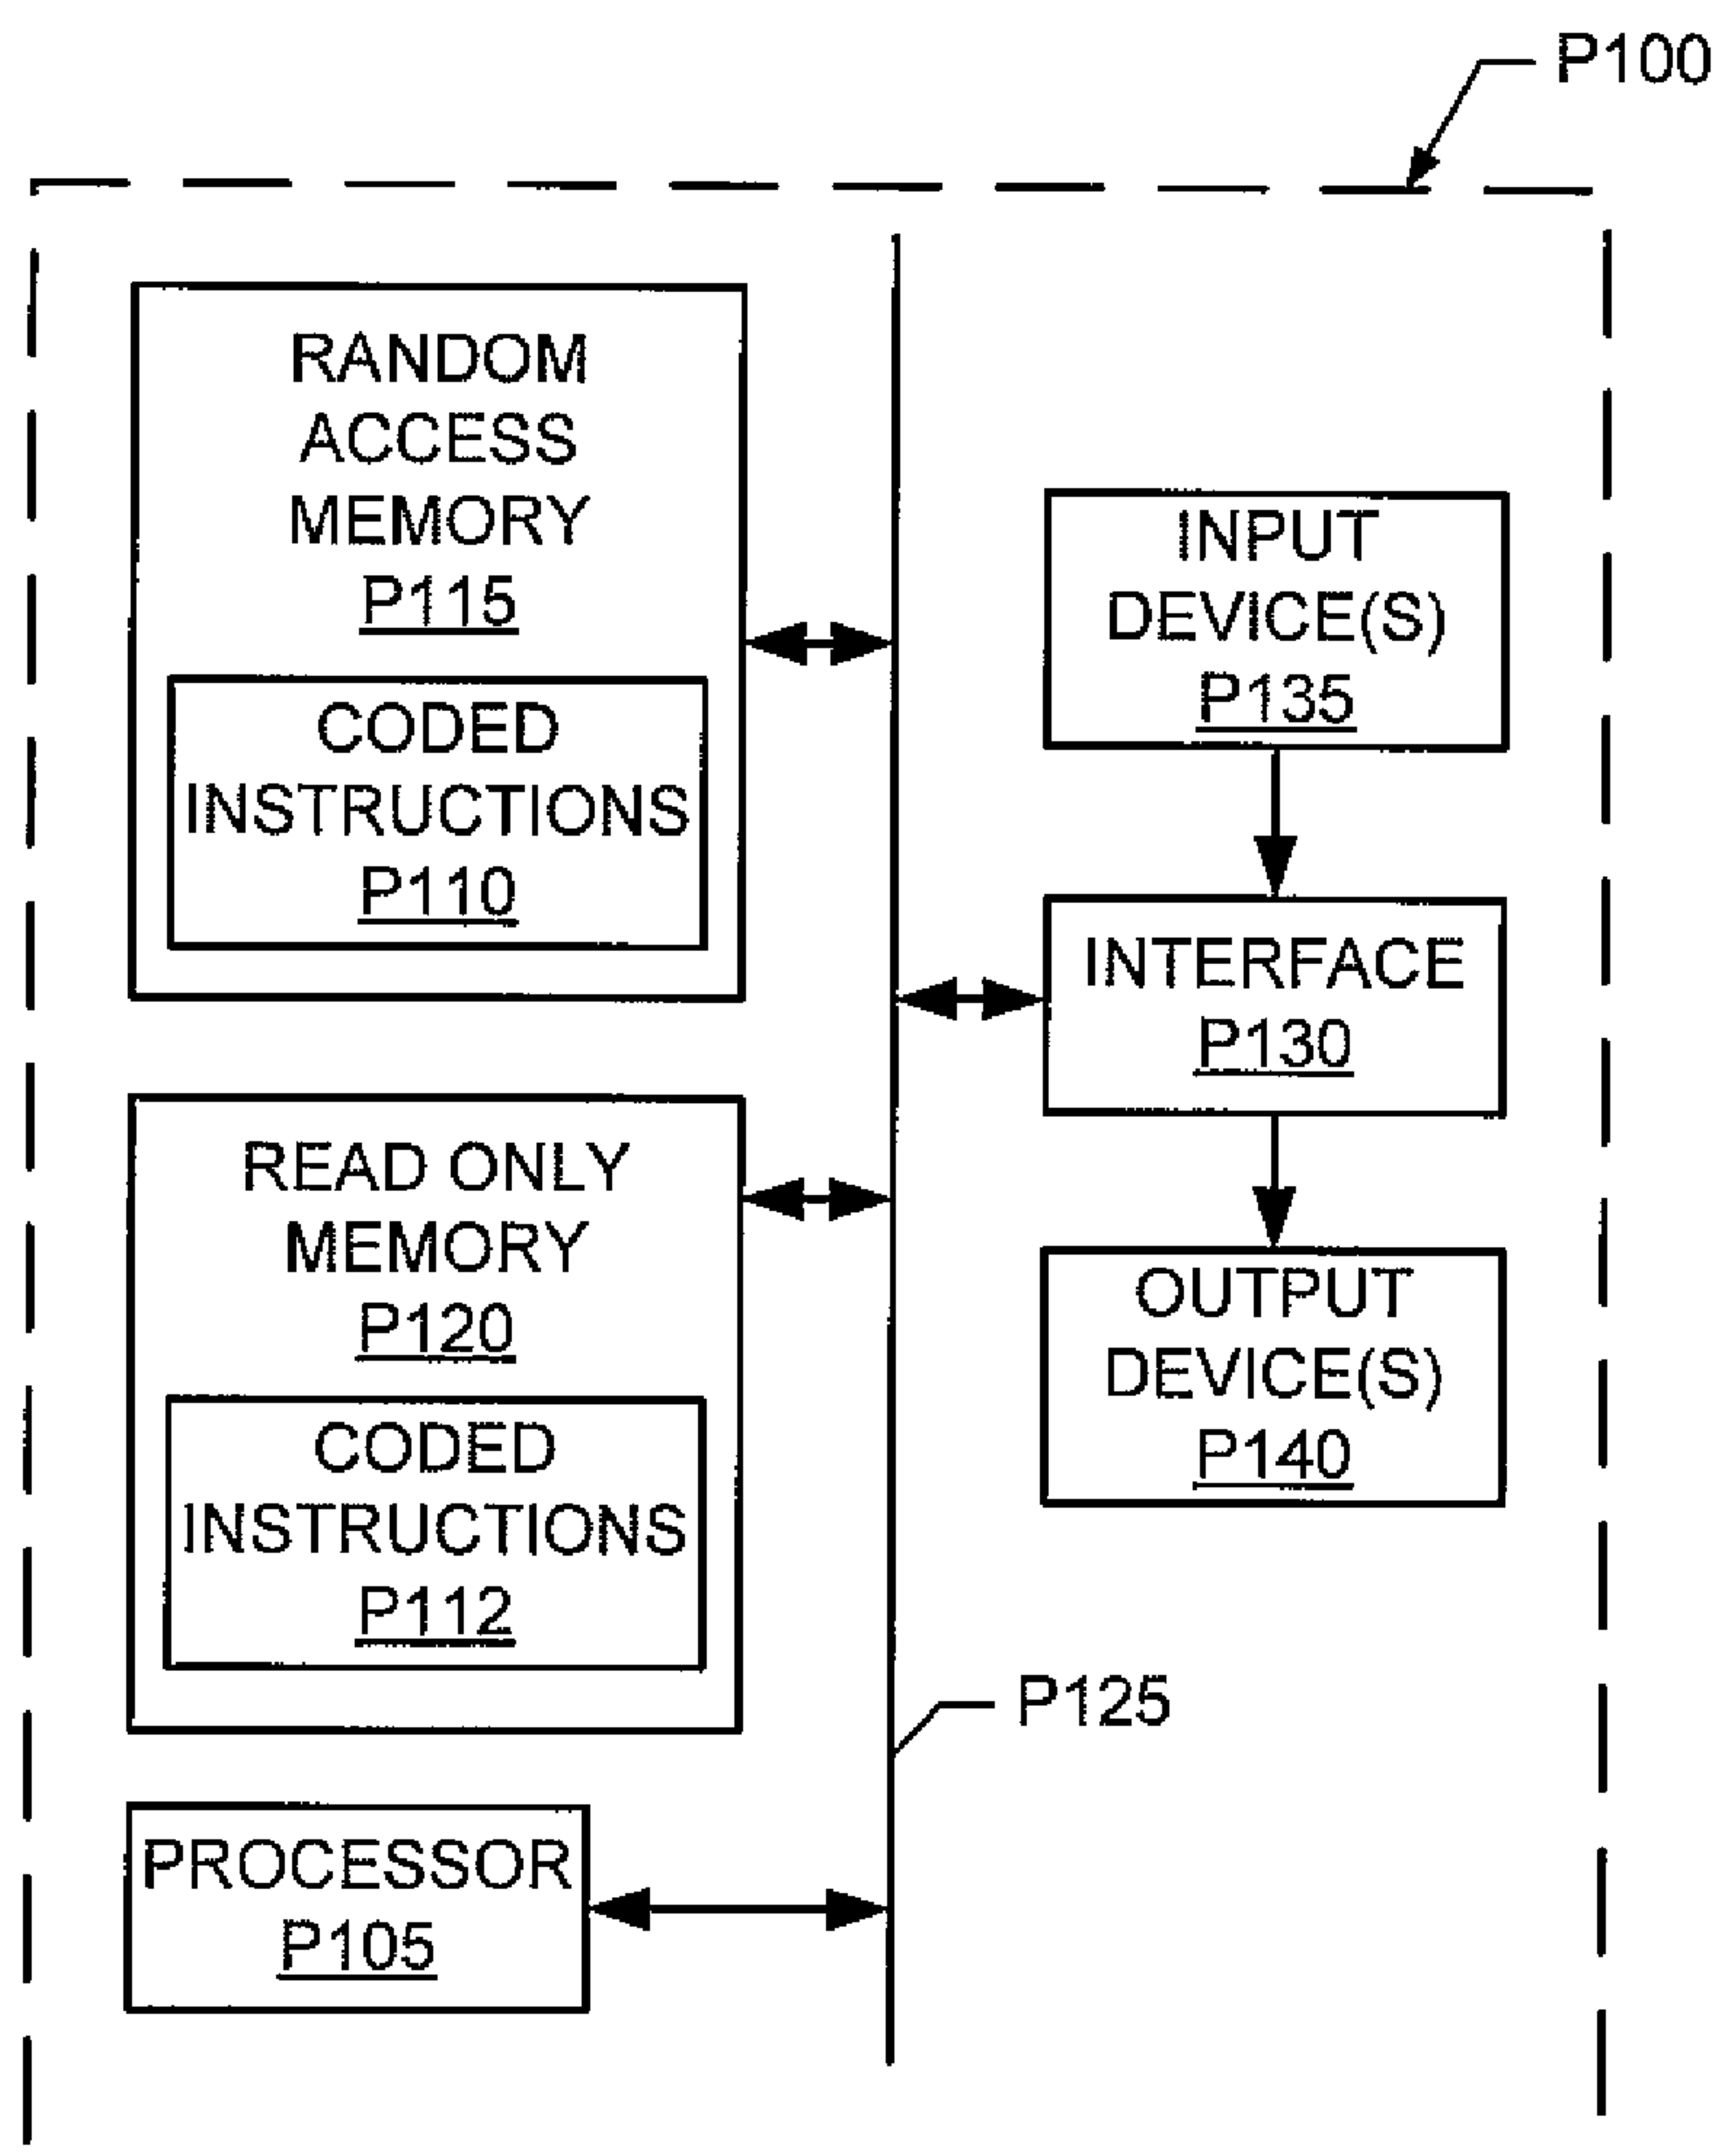 P100
RANDOM
ACCESS
MEMORY
P115
CODED
INSTRUCTIONS
P110
READ ONLY
MEMORY
P120
CODED
INSTRUCTIONS
P112
PROCESSOR
P105
INPUT
DEVICE(S)
P135
INTERFACE
P130
OUTPUT
DEVICE(S)
P140
P125